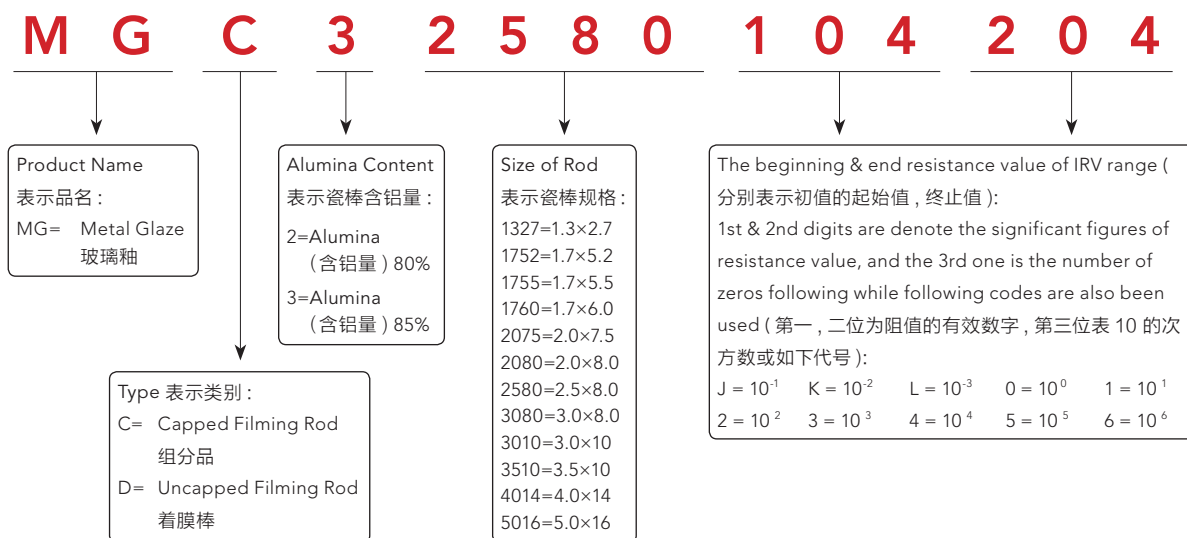 M G C 3 2 5 8 0 1 0 4 2 0 4
Product Name
表示品名 :
MG= Metal Glaze
玻璃釉
Type 表示类别 :
C= Capped Filming Rod
组分品
D= Uncapped Filming Rod
着膜棒
Alumina Content
表示瓷棒含铝量 :
2=Alumina
(含铝量 ) 80%
3=Alumina
(含铝量 ) 85%
Size of Rod
表示瓷棒规格 :
1327=1.3×2.7
1752=1.7×5.2
1755=1.7×5.5
1760=1.7×6.0
2075=2.0×7.5
2080=2.0×8.0
2580=2.5×8.0
3080=3.0×8.0
3010=3.0×10
3510=3.5×10
4014=4.0×14
5016=5.0×16
The beginning & end resistance value of IRV range (
分别表示初值的起始值 , 终止值 ):
1st & 2nd digits are denote the significant figures of
resistance value, and the 3rd one is the number of
zeros following while following codes are also been
used ( 第一 , 二位为阻值的有效数字 , 第三位表 10 的次
方数或如下代号 ):
J = 10⁻¹ K = 10⁻² L = 10⁻³ 0 = 10⁰ 1 = 10¹
2 = 10² 3 = 10³ 4 = 10⁴ 5 = 10⁵ 6 = 10⁶